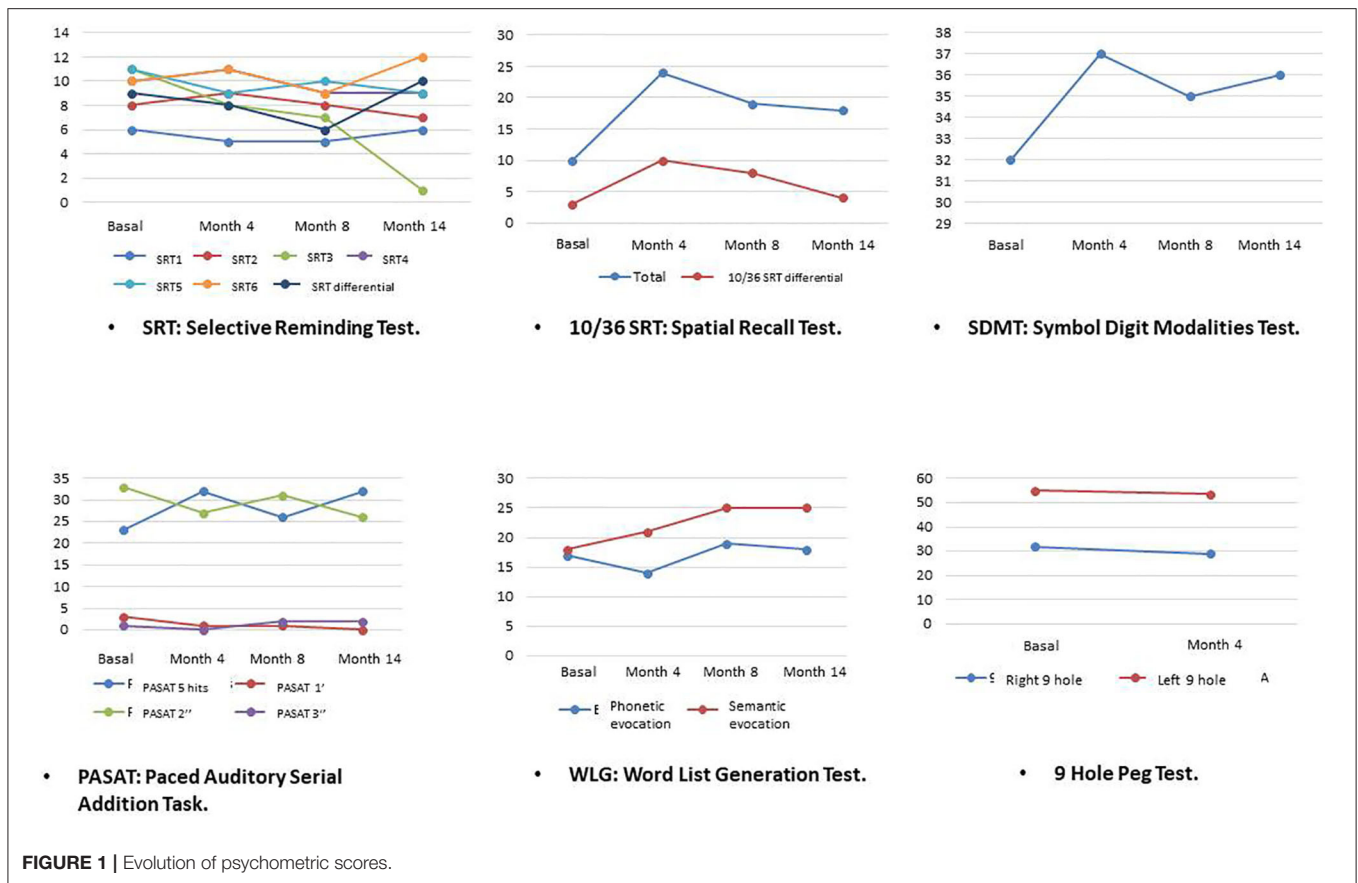 14
12
10
8
6
4
2
0
Basal Month 4 Month 8 Month 14
SRT1 SRT2 SRT3 SRT4
SRT5 SRT6 SRT differential
• SRT: Selective Reminding Test.
30
25
20
15
10
5
0
Basal Month 4 Month 8 Month 14
Total 10/36 SRT differential
• 10/36 SRT: Spatial Recall Test.
38
37
36
35
34
33
32
31
30
29
Basal Month 4 Month 8 Month 14
• SDMT: Symbol Digit Modalities Test.
35
30
25
20
15
10
5
0
Basal Month 4 Month 8 Month 14
PASAT 5 hits PASAT 1'
PASAT 2'' PASAT 3''
• PASAT: Paced Auditory Serial
Addition Task.
30
25
20
15
10
5
0
Basal Month 4 Month 8 Month 14
Phonetic Semantic
evocation evocation
• WLG: Word List Generation Test.
60
50
40
30
20
10
0
Basal Month 4
Right 9 hole Left 9 hole A
• 9 Hole Peg Test.
FIGURE 1 | Evolution of psychometric scores.